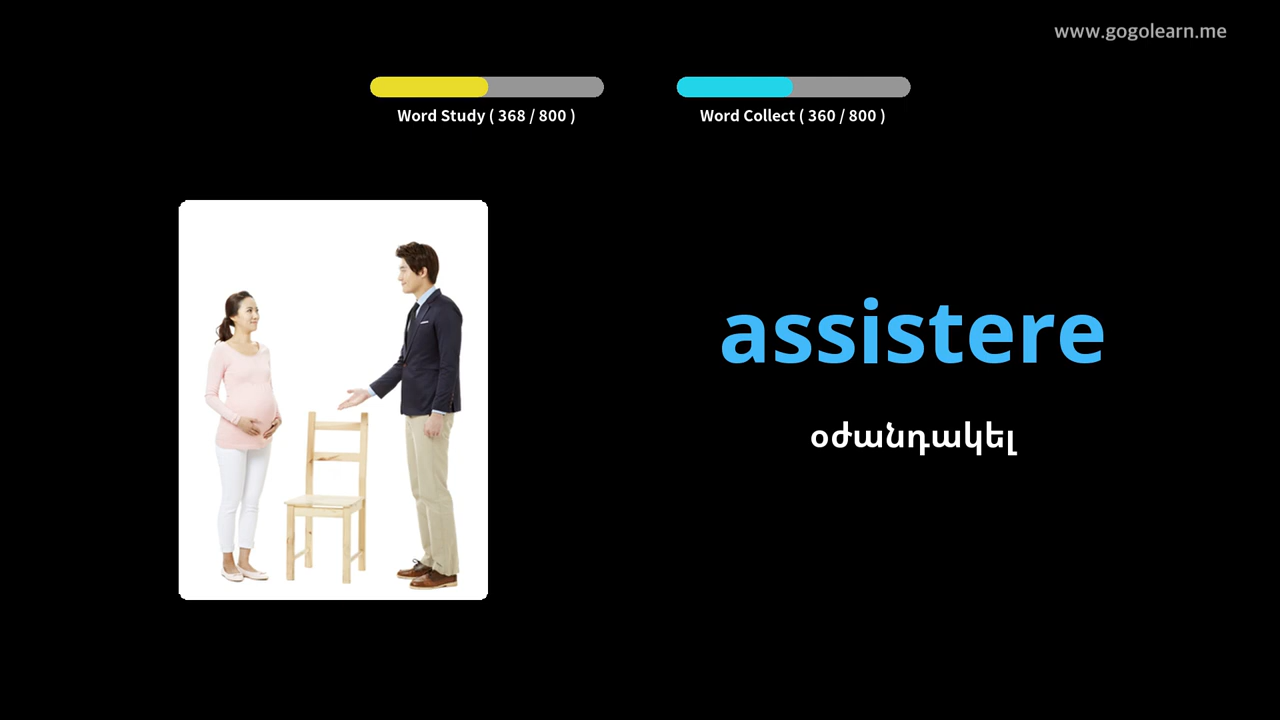 www.gogolearn.me
Word Study ( 368 / 800 )
Word Collect ( 360 / 800 )
assistere
օժանդակել